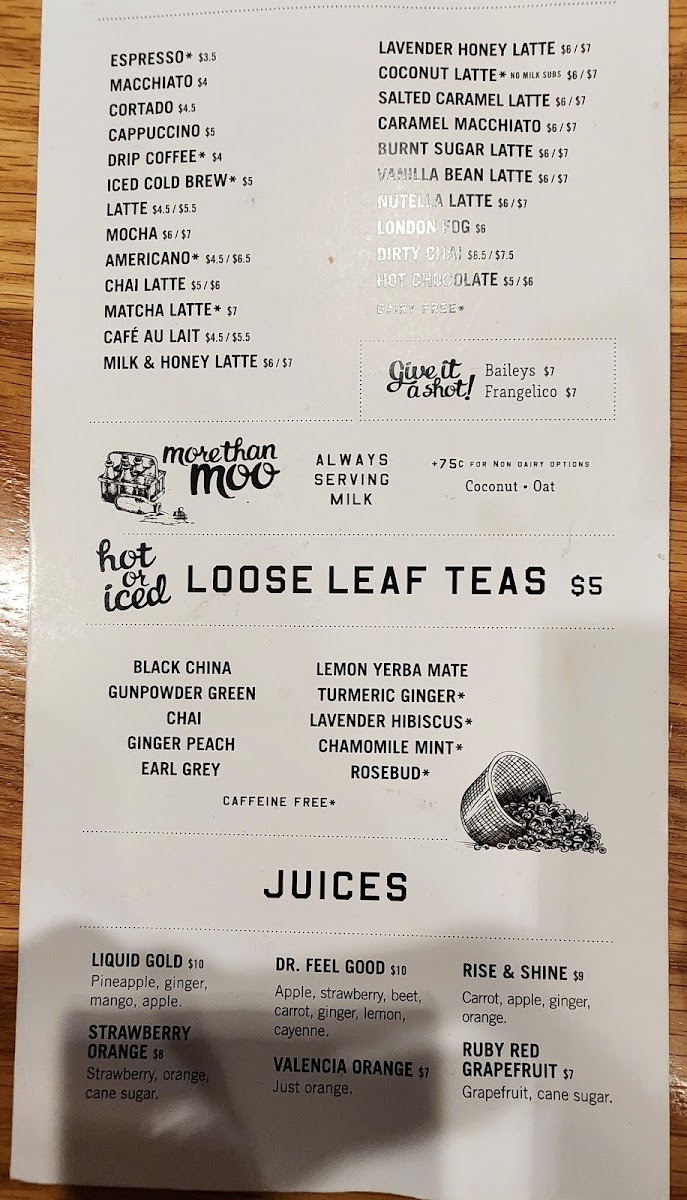 ESPRESSO* $3.5
MACCHIATO $4
CORTADO $4.5
CAPPUCCINO $5
DRIP COFFEE* $4
ICED COLD BREW* $5
LATTE $4.5 / $5.5
MOCHA $6 / $7
AMERICANO* $4.5 / $6.5
CHAI LATTE $5 / $6
MATCHA LATTE* $7
CAFÉ AU LAIT $4.5 / $5.5
MILK & HONEY LATTE $6 / $7
LAVENDER HONEY LATTE $6 / $7
COCONUT LATTE* NO MILK SUBS $6 / $7
SALTED CARAMEL LATTE $6 / $7
CARAMEL MACCHIATO $6 / $7
BURNT SUGAR LATTE $6 / $7
VANILLA BEAN LATTE $6 / $7
NUTELLA LATTE $6 / $7
LONDON FOG $6
DIRTY CHAI $6.5 / $7.5
HOT CHOCOLATE $5 / $6
DAIRY FREE*
Give it
a shot!
Baileys $7
Frangelico $7
more than
moo
ALWAYS
SERVING
MILK
+75C FOR NON DAIRY OPTIONS
Coconut • Oat
hot
or
iced
LOOSE LEAF TEAS $5
BLACK CHINA
GUNPOWDER GREEN
CHAI
GINGER PEACH
EARL GREY
LEMON YERBA MATE
TURMERIC GINGER*
LAVENDER HIBISCUS*
CHAMOMILE MINT*
ROSEBUD*
CAFFEINE FREE*
JUICES
LIQUID GOLD $10
Pineapple, ginger,
mango, apple.
STRAWBERRY
ORANGE $8
Strawberry, orange,
cane sugar.
DR. FEEL GOOD $10
Apple, strawberry, beet,
carrot, ginger, lemon,
cayenne.
VALENCIA ORANGE $7
Just orange.
RISE & SHINE $9
Carrot, apple, ginger,
orange.
RUBY RED
GRAPEFRUIT $7
Grapefruit, cane sugar.